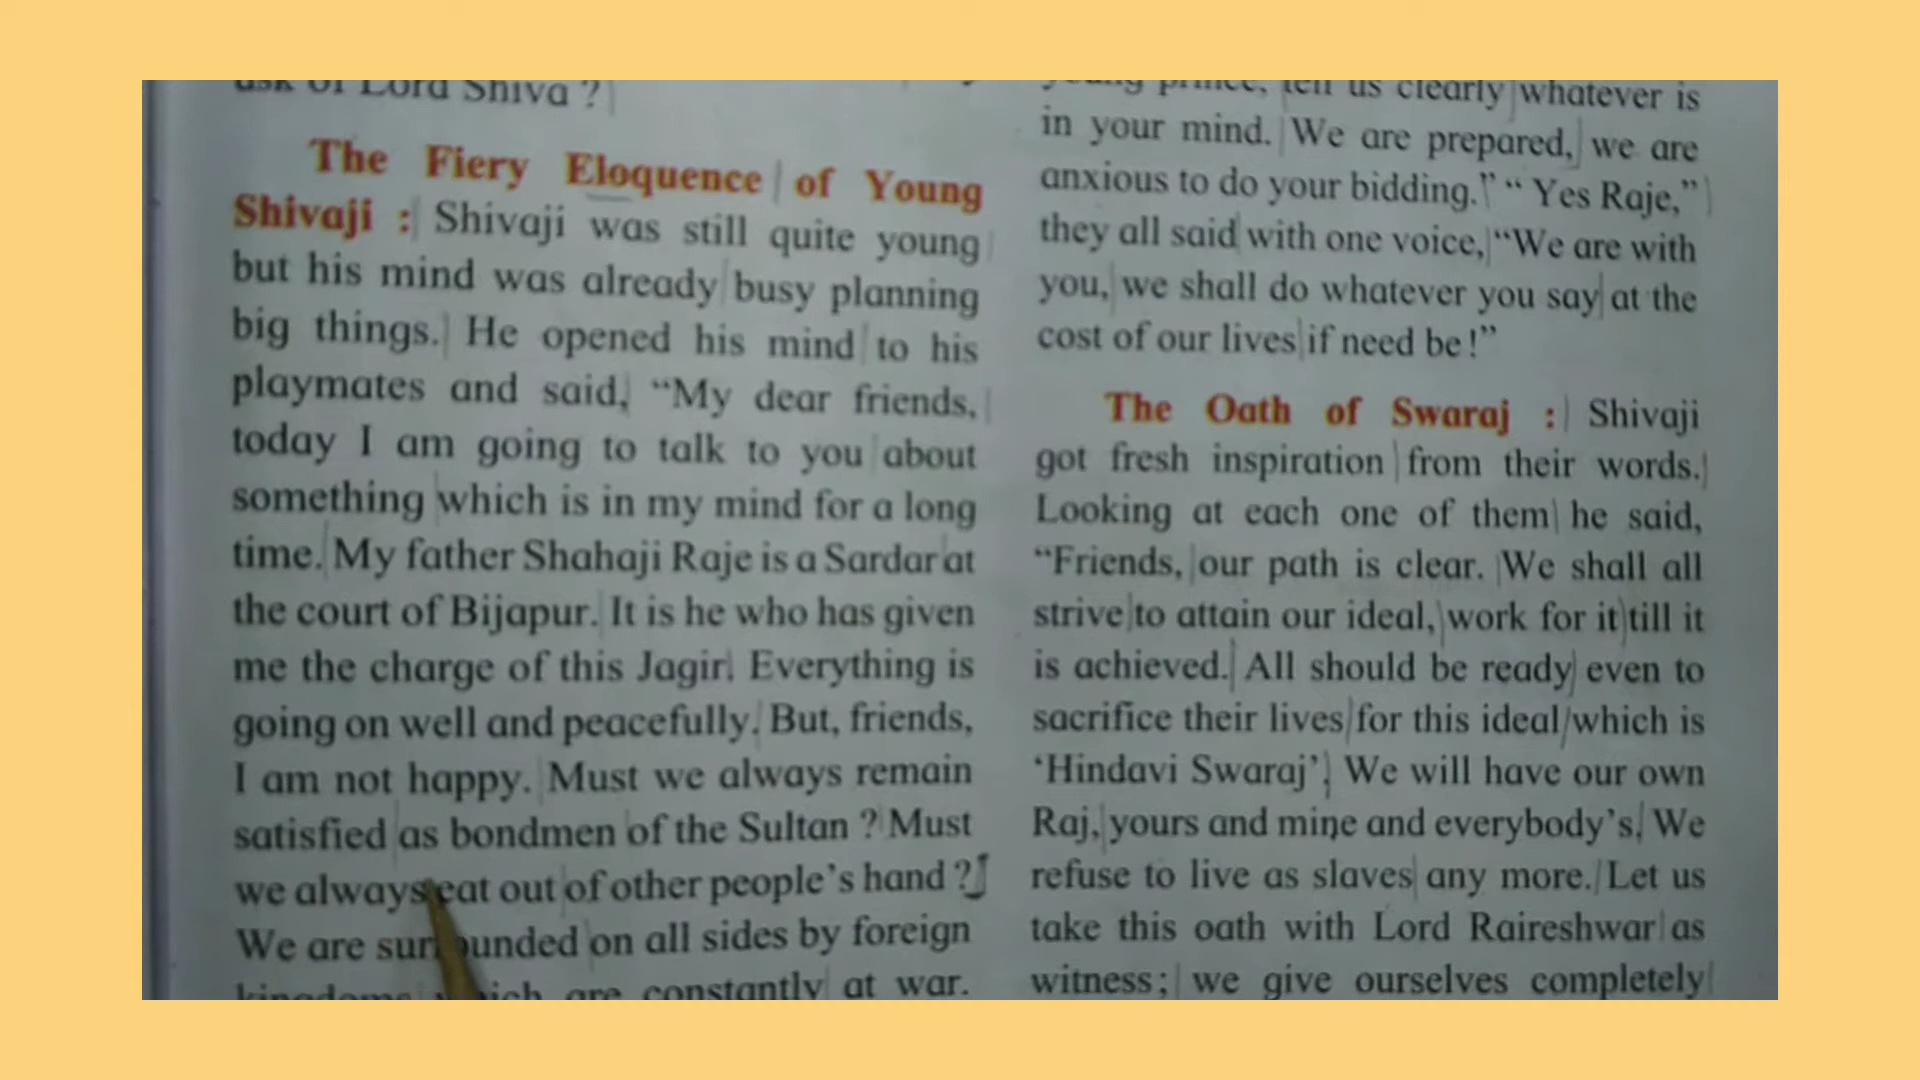 ask of Lord Shiva ?
The Fiery Eloquence of Young
Shivaji : Shivaji was still quite young
but his mind was already busy planning
big things. He opened his mind to his
playmates and said, “My dear friends,
today I am going to talk to you about
something which is in my mind for a long
time. My father Shahaji Raje is a Sardar at
the court of Bijapur. It is he who has given
me the charge of this Jagir. Everything is
going on well and peacefully. But, friends,
I am not happy. Must we always remain
satisfied as bondmen of the Sultan ? Must
we always eat out of other people’s hand ?
We are surrounded on all sides by foreign
kingdoms which are constantly at war.
young prince, tell us clearly whatever is
in your mind. We are prepared, we are
anxious to do your bidding.” “ Yes Raje,”
they all said with one voice, “We are with
you, we shall do whatever you say at the
cost of our lives if need be!”
The Oath of Swaraj : Shivaji
got fresh inspiration from their words.
Looking at each one of them he said,
“Friends, our path is clear. We shall all
strive to attain our ideal, work for it till it
is achieved. All should be ready even to
sacrifice their lives for this ideal which is
‘Hindavi Swaraj’. We will have our own
Raj, yours and mine and everybody’s. We
refuse to live as slaves any more. Let us
take this oath with Lord Raireshwar as
witness; we give ourselves completely